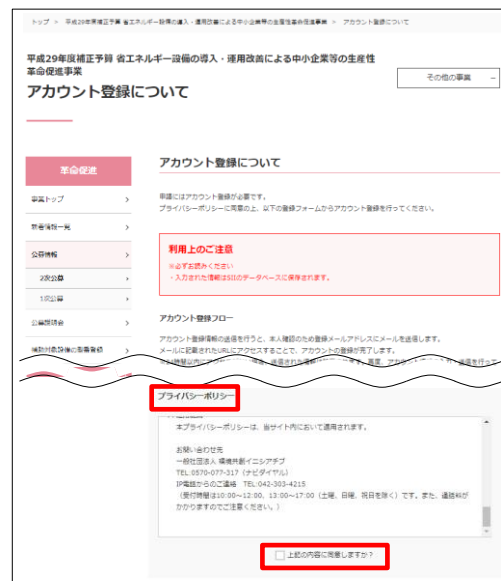 トップ > 平成29年度補正予算 省エネルギー設備の導入・運用改善による中小企業等の生産性革命促進事業 > アカウント登録について
平成29年度補正予算 省エネルギー設備の導入・運用改善による中小企業等の生産性
革命促進事業
その他の事業 −
アカウント登録について
革命促進
事業トップ >
新着情報一覧 >
公募情報 >
2次公募 >
1次公募 >
公募説明会 >
補助対象設備の型番登録 >
アカウント登録について
申請にはアカウント登録が必要です。
プライバシーポリシーに同意の上、以下の登録フォームからアカウント登録を行ってください。
利用上のご注意
※必ずお読みください
・入力された情報はSIIのデータベースに保存されます。
アカウント登録フロー
アカウント登録情報の送信を行うと、本人確認のため登録メールアドレスにメールを送信します。
メールに記載されたURLにアクセスすることで、アカウントの登録が完了します。
プライバシーポリシー
本プライバシーポリシーは、当サイト内において適用されます。
お問い合わせ先
一般社団法人 環境共創イニシアチブ
TEL:0570-077-317（ナビダイヤル）
IP電話からのご連絡 TEL:042-303-4215
（受付時間は10:00~12:00、13:00~17:00（土曜、日曜、祝日を除く）です。また、通話料が
かかりますのでご注意ください。）
上記の内容に同意しますか？